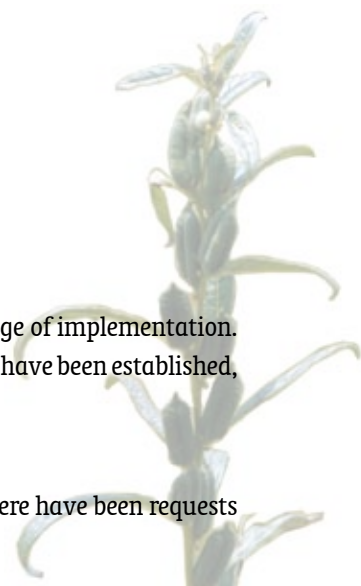 ge of implementation.
have been established,
ere have been requests